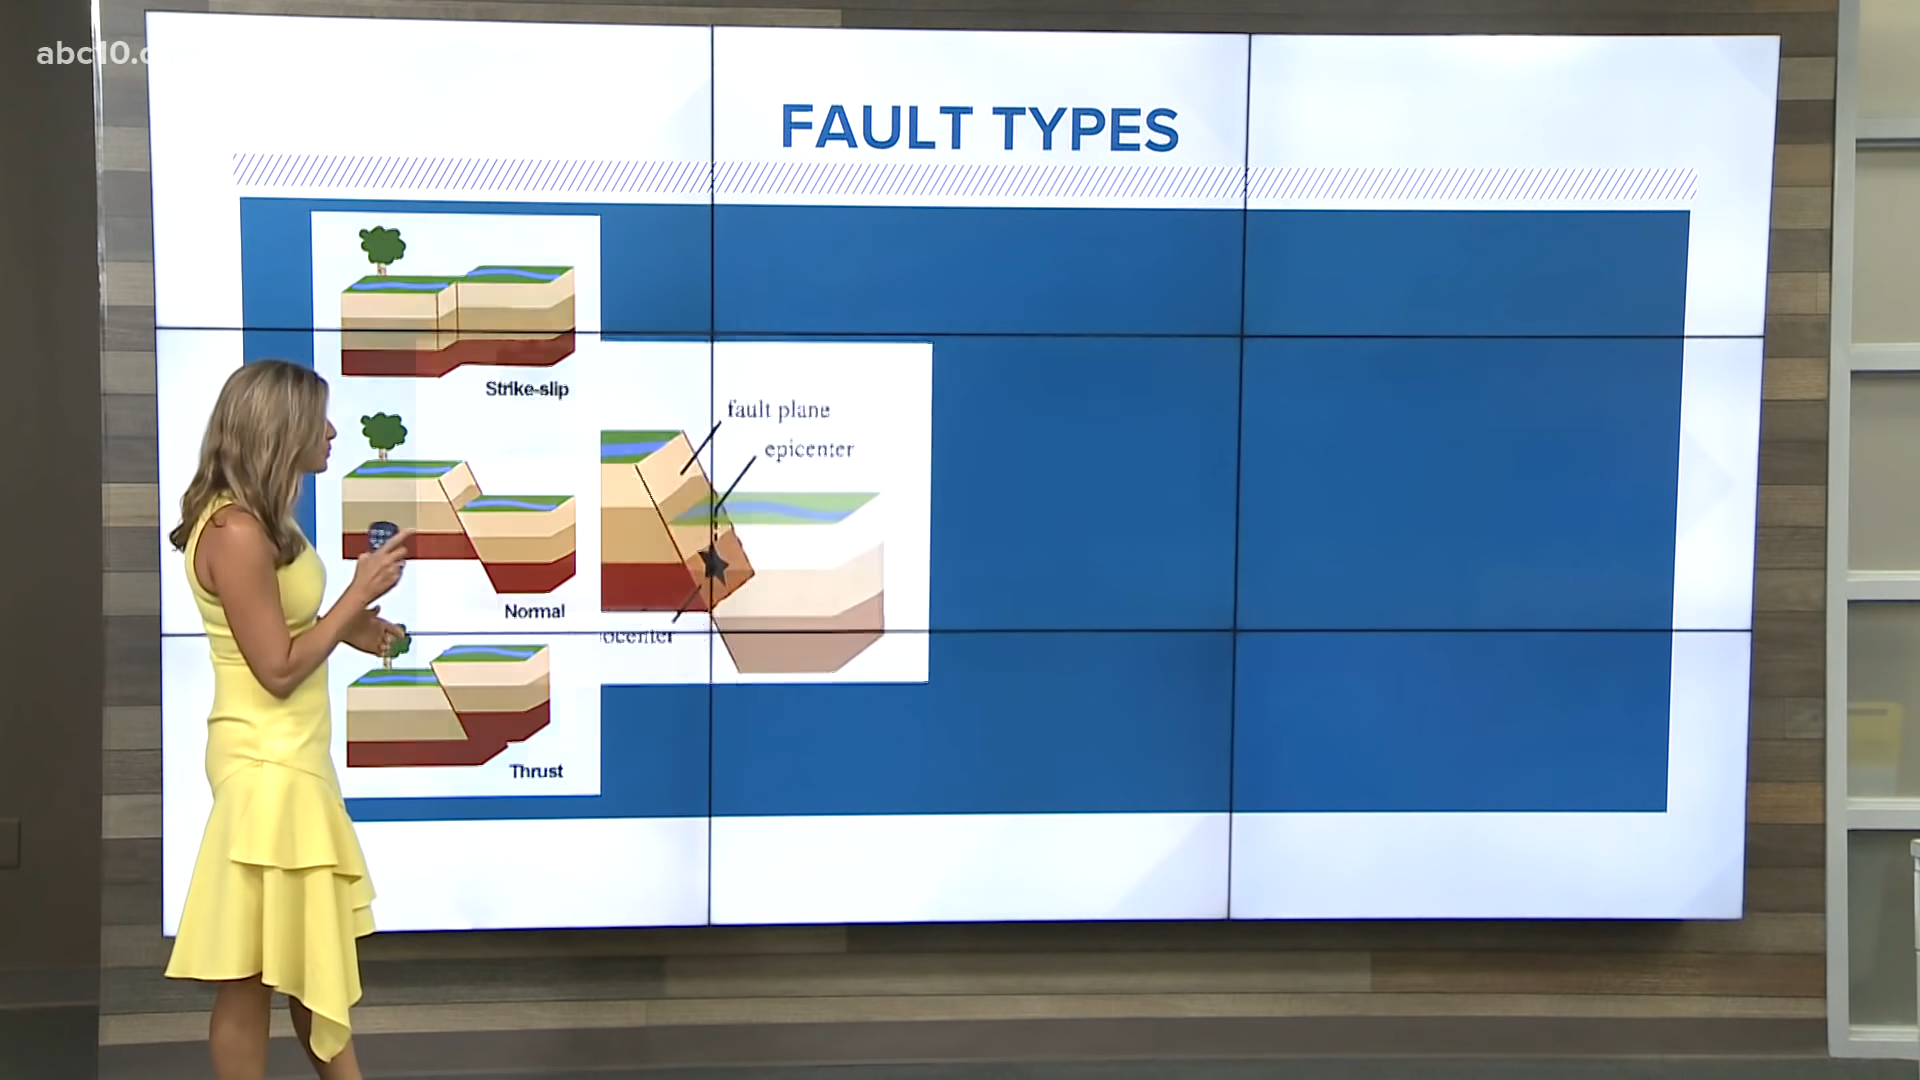 abc10.c
FAULT TYPES
Strike-slip
fault plane
epicenter
Normal
ocenter
Thrust